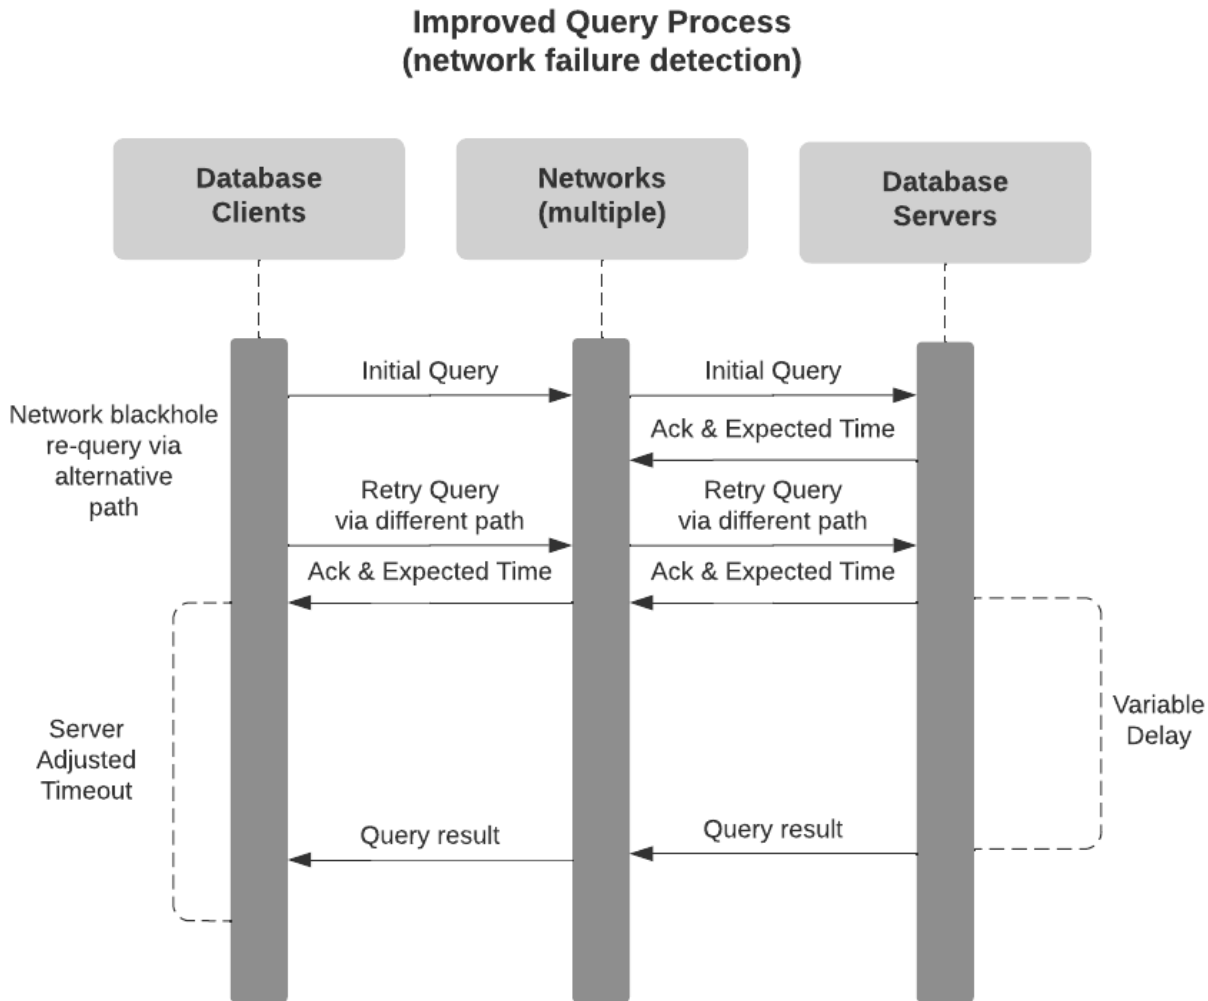 Improved Query Process
(network failure detection)
Database
Clients
Networks
(multiple)
Database
Servers
Initial Query
Initial Query
Network blackhole
re-query via
alternative
path
Ack & Expected Time
Retry Query
via different path
Retry Query
via different path
Ack & Expected Time
Ack & Expected Time
Server
Adjusted
Timeout
Variable
Delay
Query result
Query result